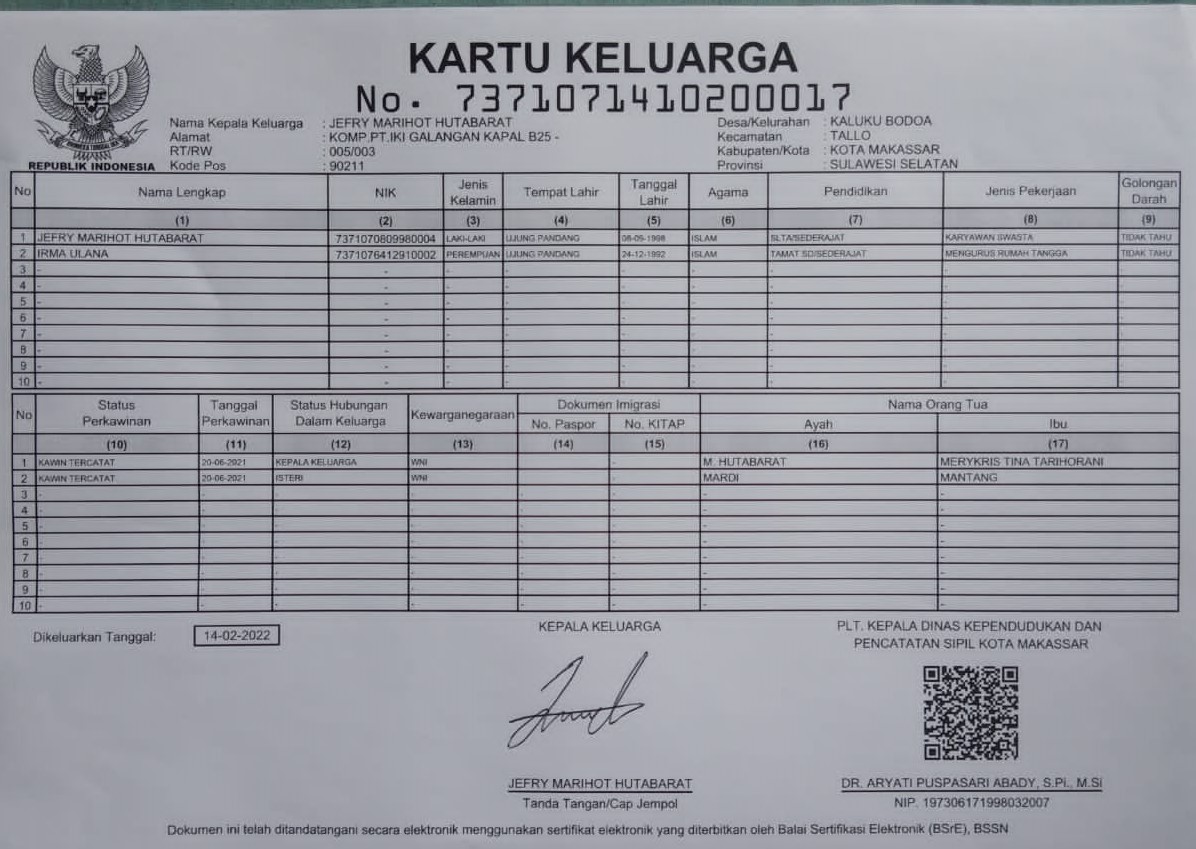 KARTU KELUARGA
No. 7371071410200017
REPUBLIK INDONESIA
Nama Kepala Keluarga : JEFRY MARIHOT HUTABARAT
Alamat : KOMP.PT.IKI GALANGAN KAPAL B25 -
RT/RW : 005/003
Kode Pos : 90211
Desa/Kelurahan : KALUKU BODOA
Kecamatan : TALLO
Kabupaten/Kota : KOTA MAKASSAR
Provinsi : SULAWESI SELATAN
No Nama Lengkap NIK Jenis Kelamin Tempat Lahir Tanggal Lahir Agama Pendidikan Jenis Pekerjaan Golongan Darah
(1) (2) (3) (4) (5) (6) (7) (8) (9)
1 JEFRY MARIHOT HUTABARAT 7371070809980004 LAKI-LAKI UJUNG PANDANG 08-09-1998 ISLAM SLTA/SEDERAJAT KARYAWAN SWASTA TIDAK TAHU
2 IRMA ULANA 7371076412910002 PEREMPUAN UJUNG PANDANG 24-12-1992 ISLAM TAMAT SD/SEDERAJAT MENGURUS RUMAH TANGGA TIDAK TAHU
3 - - - - - - - - -
4 - - - - - - - - -
5 - - - - - - - - -
6 - - - - - - - - -
7 - - - - - - - - -
8 - - - - - - - - -
9 - - - - - - - - -
10 - - - - - - - - -
No Status Perkawinan Tanggal Perkawinan Status Hubungan Dalam Keluarga Kewarganegaraan Dokumen Imigrasi Nama Orang Tua
No. Paspor No. KITAP Ayah Ibu
(10) (11) (12) (13) (14) (15) (16) (17)
1 KAWIN TERCATAT 20-06-2021 KEPALA KELUARGA WNI - - M. HUTABARAT MERYKRIS TINA TARIHORANI
2 KAWIN TERCATAT 20-06-2021 ISTERI WNI - - MARDI MANTANG
3 - - - - - - - -
4 - - - - - - - -
5 - - - - - - - -
6 - - - - - - - -
7 - - - - - - - -
8 - - - - - - - -
9 - - - - - - - -
10 - - - - - - - -
Dikeluarkan Tanggal: 14-02-2022
KEPALA KELUARGA
JEFRY MARIHOT HUTABARAT
Tanda Tangan/Cap Jempol
PLT. KEPALA DINAS KEPENDUDUKAN DAN
PENCATATAN SIPIL KOTA MAKASSAR
DR. ARYATI PUSPASARI ABADY, S.Pi., M.Si
NIP. 197306171998032007
Dokumen ini telah ditandatangani secara elektronik menggunakan sertifikat elektronik yang diterbitkan oleh Balai Sertifikasi Elektronik (BSrE), BSSN